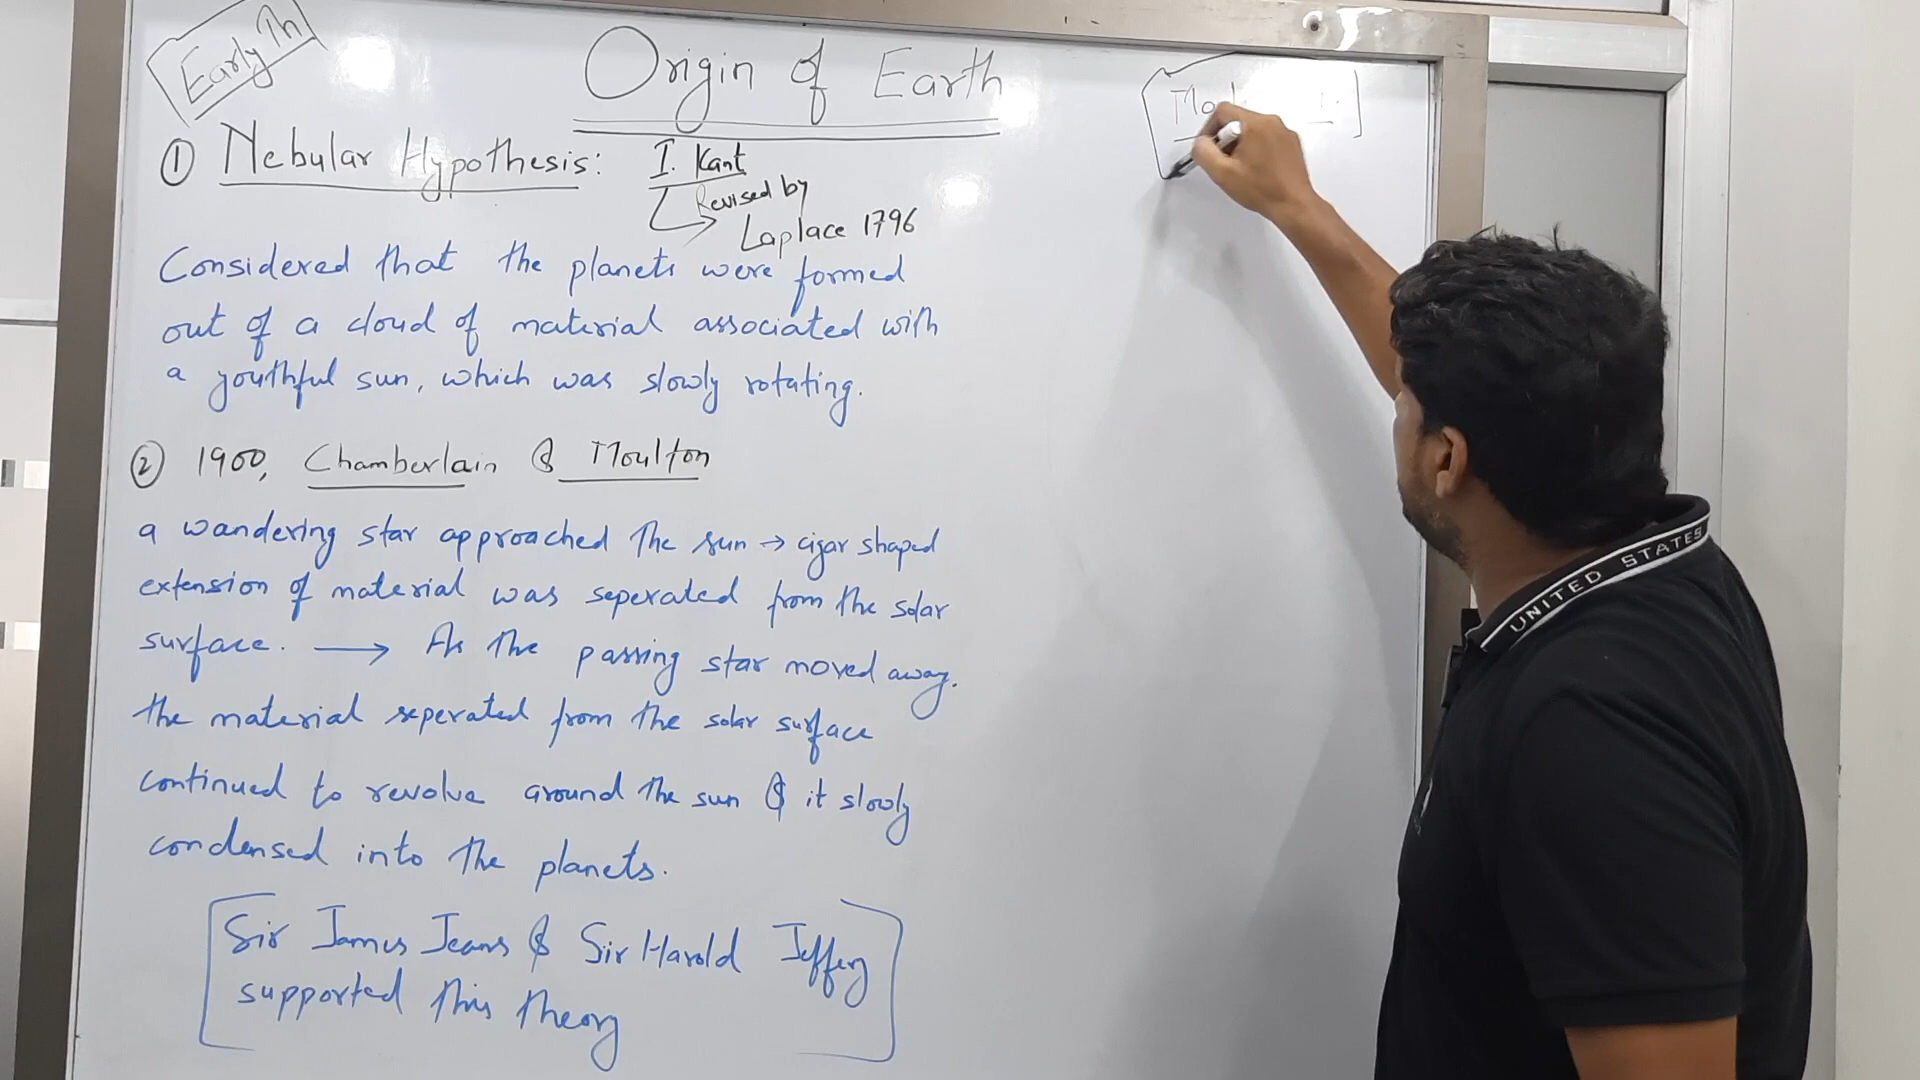 Early Th
Origin of Earth
① Nebular Hypothesis: I. Kant
Revised by
Laplace 1796
Considered that the planets were formed
out of a cloud of material associated with
a youthful sun, which was slowly rotating.
② 1900, Chamberlain & Moulton
a wandering star approached the sun → cigar shaped
extension of material was seperated from the solar
surface. → As the passing star moved away.
the material seperated from the solar surface
continued to revolve around the sun & it slowly
condensed into the planets.
Sir James Jeans & Sir Harold Jeffery
supported this theory
UNITED STATES